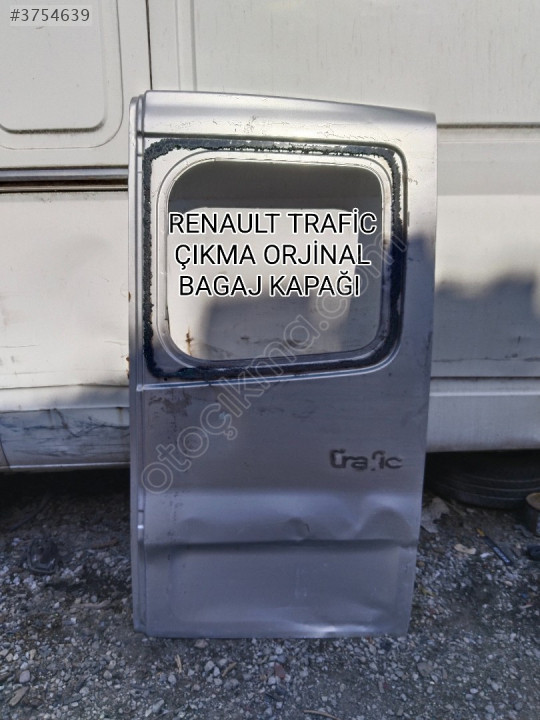 #3754639
RENAULT TRAFİC
ÇIKMA ORJİNAL
BAGAJ KAPAĞI
otoçıkma.com
trafic